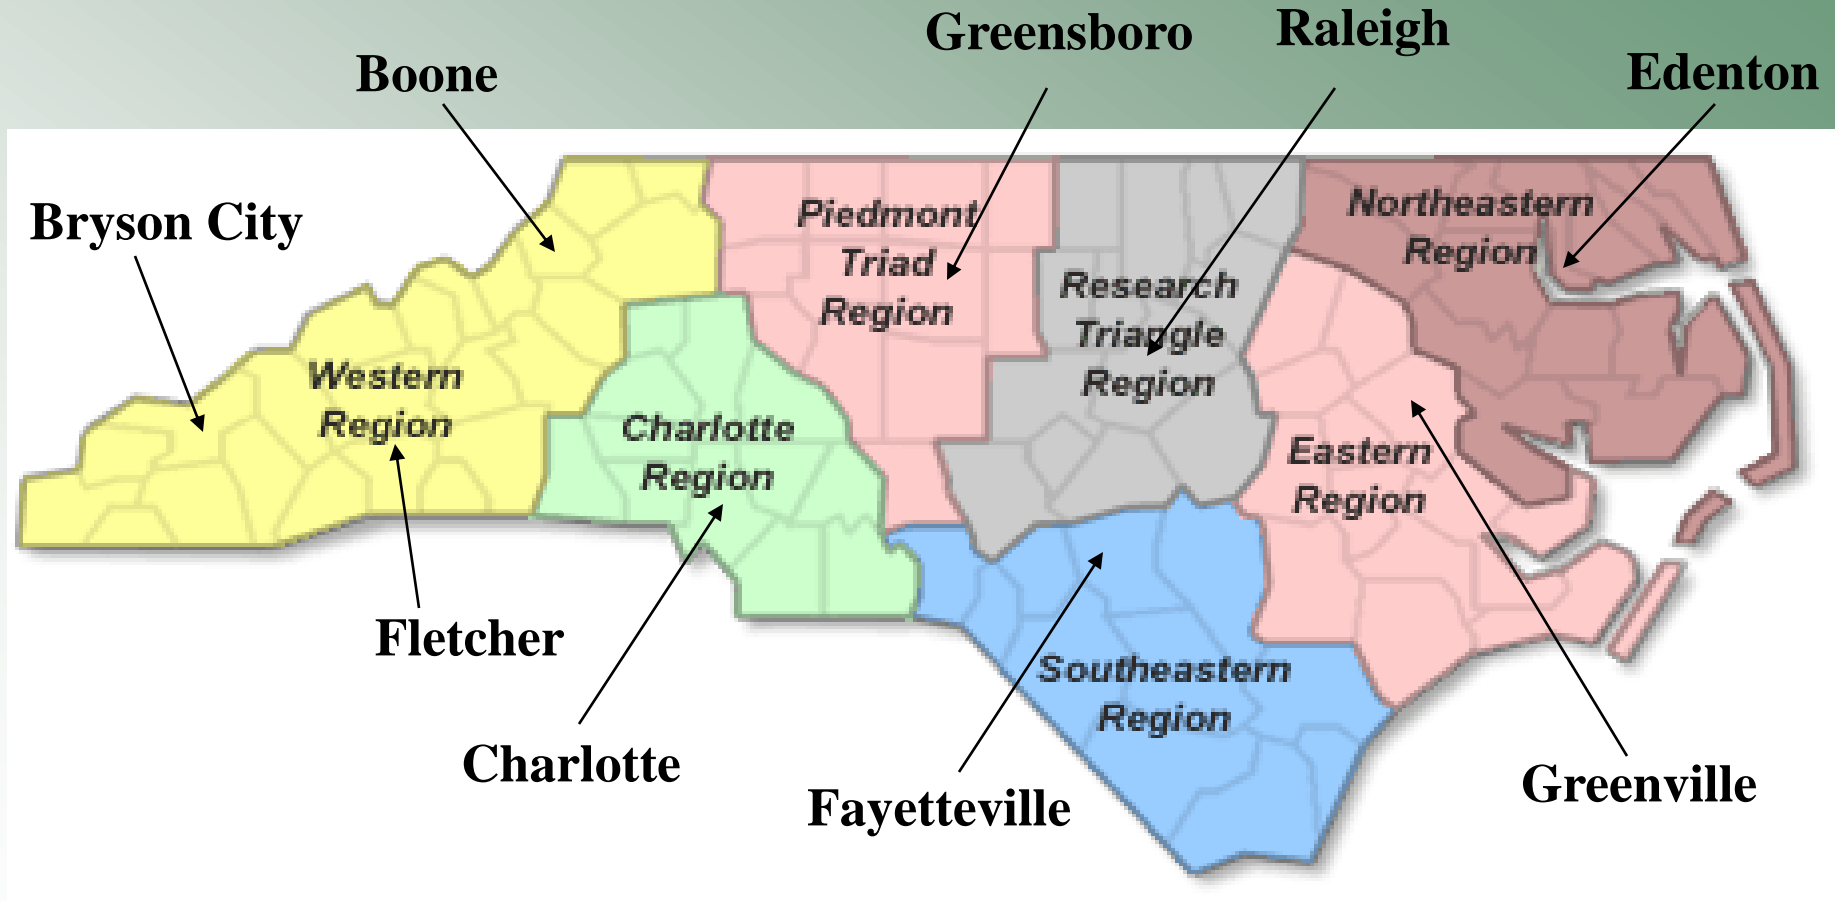 Greensboro
Raleigh
Boone
Edenton
Bryson City
Piedmont
Triad
Region
Northeastern
Region
Research
Triangle
Region
Western
Region
Charlotte
Region
Eastern
Region
Fletcher
Southeastern
Region
Charlotte
Fayetteville
Greenville